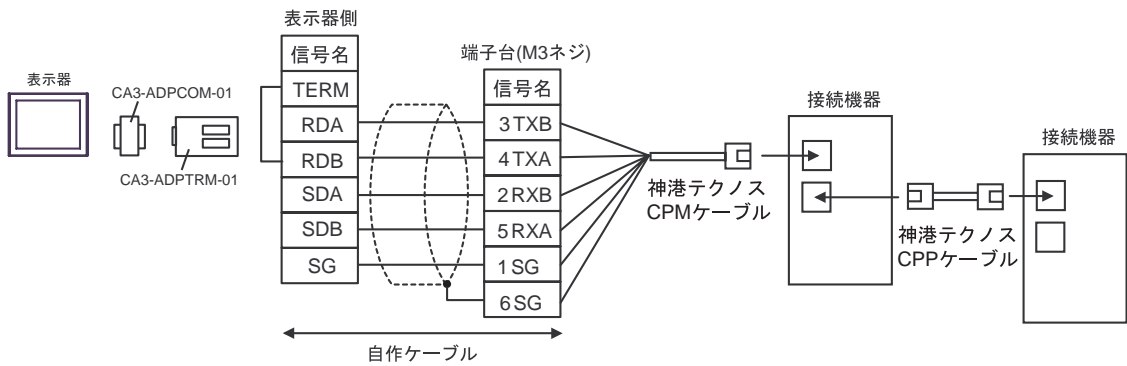 表示器
CA3-ADPCOM-01
CA3-ADPTRM-01
表示器側
信号名
TERM
RDA
RDB
SDA
SDB
SG
端子台(M3ネジ)
信号名
3 TXB
4 TXA
2 RXB
5 RXA
1 SG
6 SG
自作ケーブル
神港テクノス
CPMケーブル
接続機器
神港テクノス
CPPケーブル
接続機器